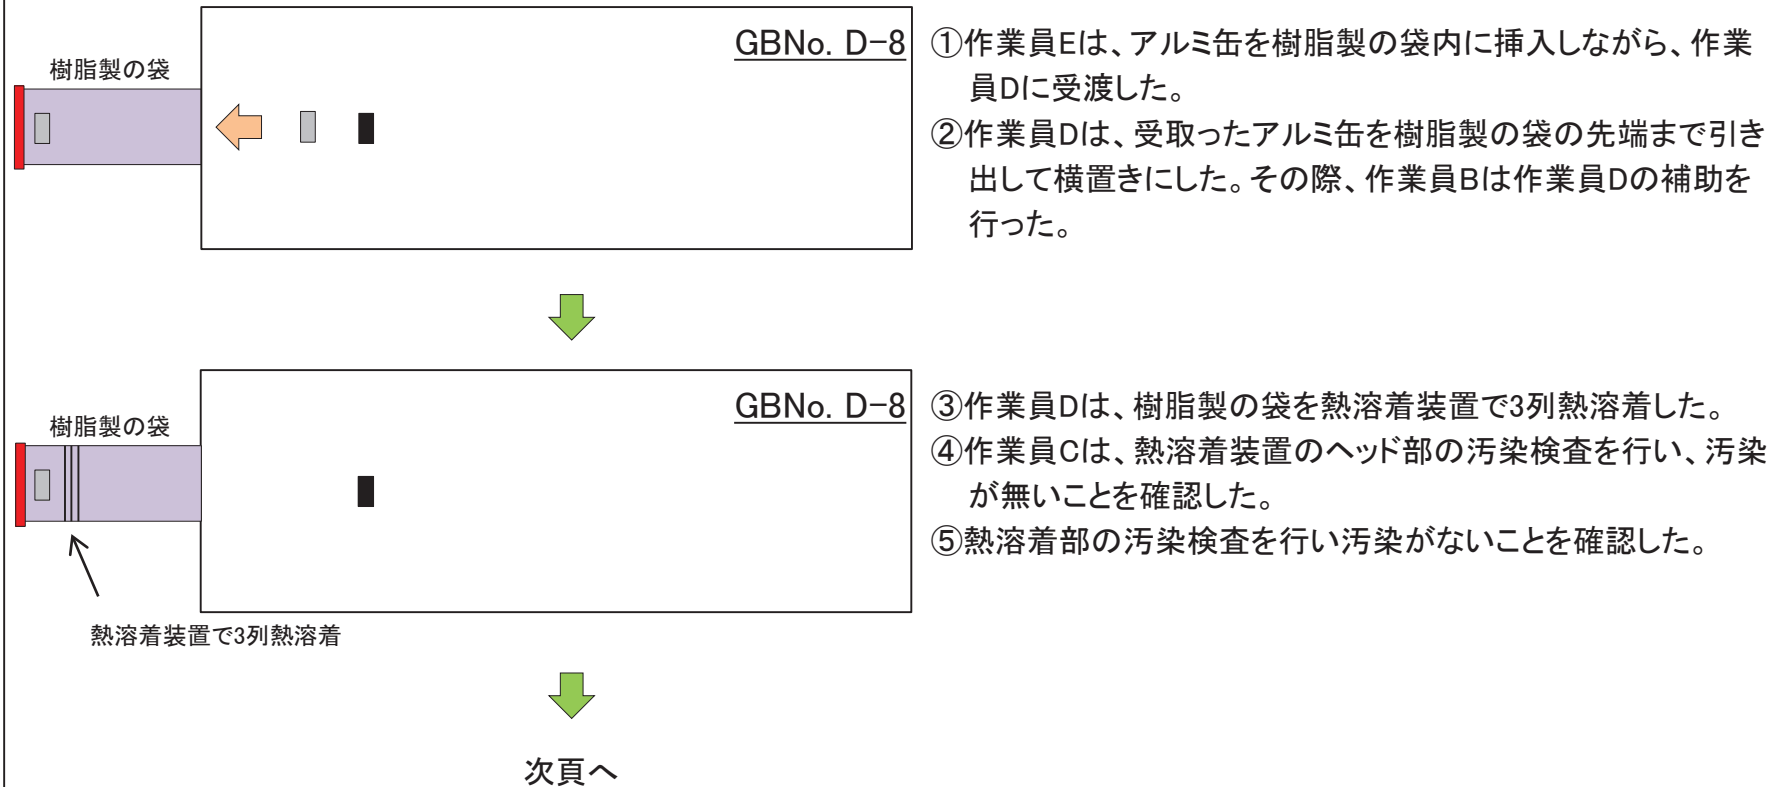 GBNo. D-8
樹脂製の袋
①作業員Eは、アルミ缶を樹脂製の袋内に挿入しながら、作業
員Dに受渡した。
②作業員Dは、受取ったアルミ缶を樹脂製の袋の先端まで引き
出して横置きにした。その際、作業員Bは作業員Dの補助を
行った。
GBNo. D-8
樹脂製の袋
熱溶着装置で3列熱溶着
③作業員Dは、樹脂製の袋を熱溶着装置で3列熱溶着した。
④作業員Cは、熱溶着装置のヘッド部の汚染検査を行い、汚染
が無いことを確認した。
⑤熱溶着部の汚染検査を行い汚染がないことを確認した。
次頁へ